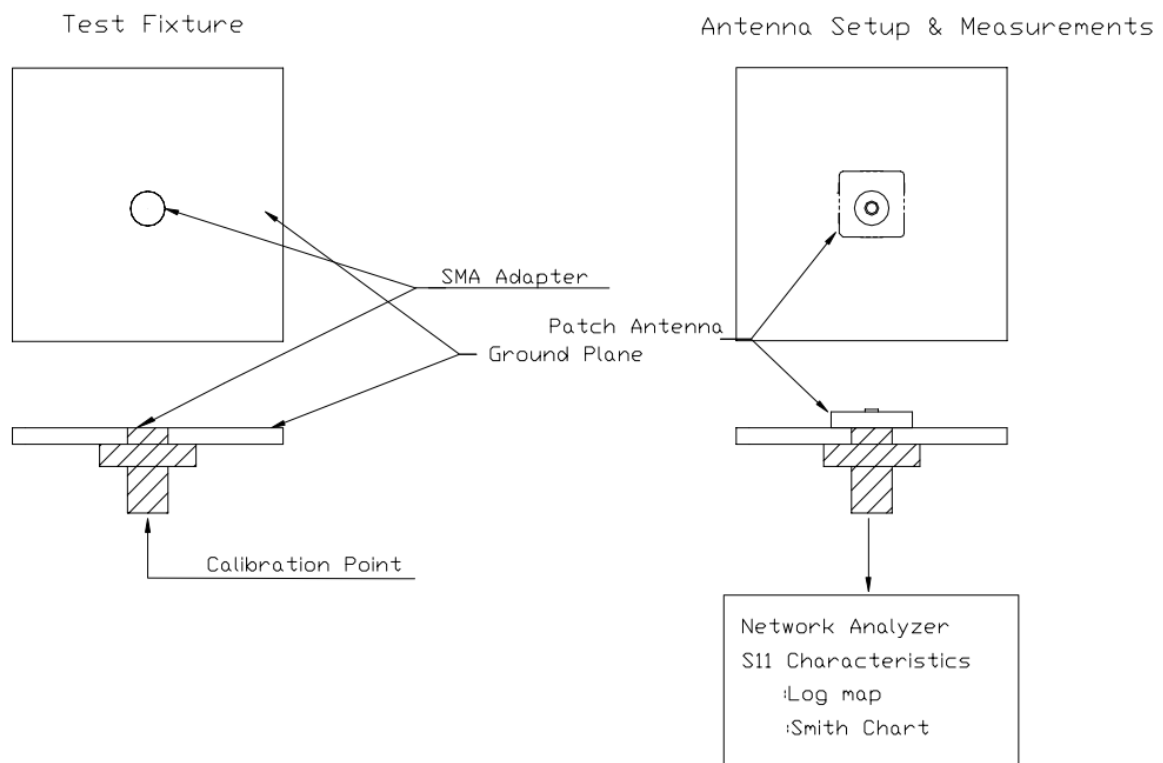 Test Fixture
Antenna Setup & Measurements
SMA Adapter
Patch Antenna
Ground Plane
Calibration Point
Network Analyzer
S11 Characteristics
:Log map
:Smith Chart